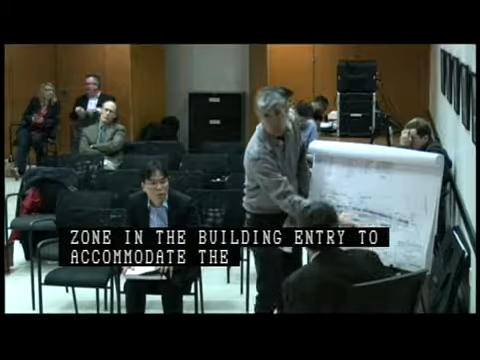 ZONE IN THE BUILDING ENTRY TO
ACCOMMODATE THE